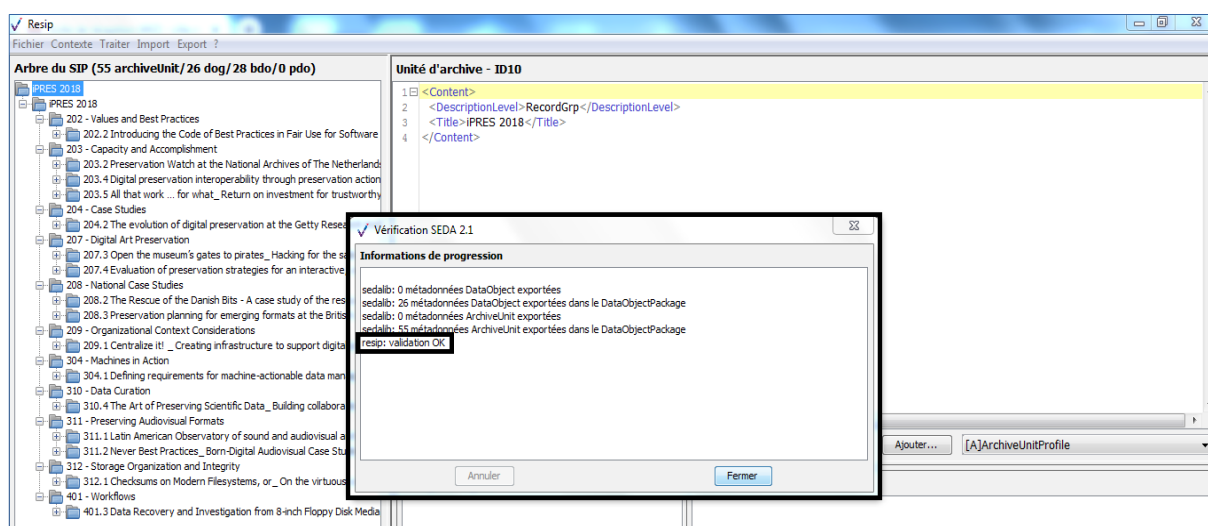 Resip
Fichier Contexte Traiter Import Export ?
Arbre du SIP (55 archiveUnit/26 dog/28 bdo/0 pdo)
iPRES 2018
iPRES 2018
202 - Values and Best Practices
202.2 Introducing the Code of Best Practices in Fair Use for Software
203 - Capacity and Accomplishment
203.2 Preservation Watch at the National Archives of The Netherland
203.4 Digital preservation interoperability through preservation action
203.5 All that work ... for what_ Return on investment for trustworthy
204 - Case Studies
204.2 The evolution of digital preservation at the Getty Resea
207 - Digital Art Preservation
207.3 Open the museum's gates to pirates_ Hacking for the sa
207.4 Evaluation of preservation strategies for an interactive,
208 - National Case Studies
208.2 The Rescue of the Danish Bits - A case study of the res
208.3 Preservation planning for emerging formats at the Britis
209 - Organizational Context Considerations
209.1 Centralize it! _ Creating infrastructure to support digita
304 - Machines in Action
304.1 Defining requirements for machine-actionable data man
310 - Data Curation
310.4 The Art of Preserving Scientific Data_ Building collabora
311 - Preserving Audiovisual Formats
311.1 Latin American Observatory of sound and audiovisual a
311.2 Never Best Practices_ Born-Digital Audiovisual Case Stu
312 - Storage Organization and Integrity
312.1 Checksums on Modern Filesystems, or_ On the virtuous
401 - Workflows
401.3 Data Recovery and Investigation from 8-inch Floppy Disk Media
Unité d'archive - ID10
1 <Content>
2 <DescriptionLevel>RecordGrp</DescriptionLevel>
3 <Title>iPRES 2018</Title>
4 </Content>
Vérification SEDA 2.1
Informations de progression
sedalib: 0 métadonnées DataObject exportées
sedalib: 26 métadonnées DataObject exportées dans le DataObjectPackage
sedalib: 0 métadonnées ArchiveUnit exportées
sedalib: 55 métadonnées ArchiveUnit exportées dans le DataObjectPackage
resip: validation OK
Annuler
Fermer
Ajouter...
[A]ArchiveUnitProfile